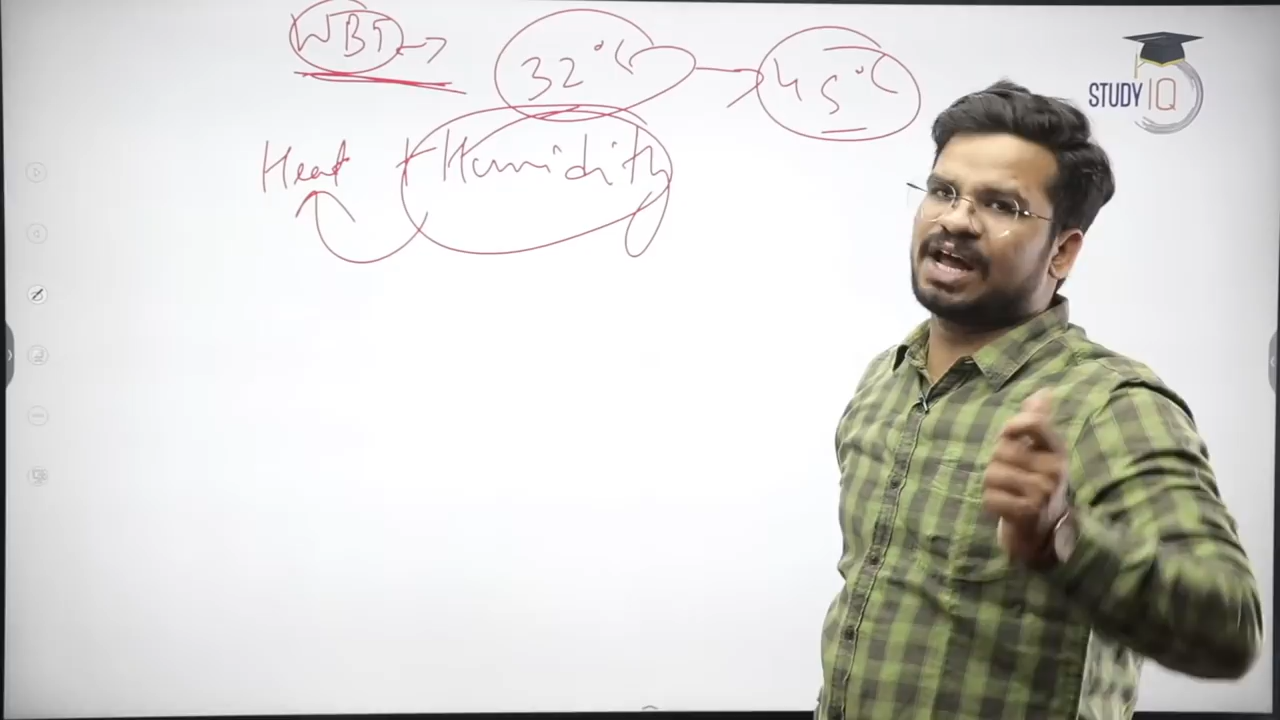 WBT → 32°C → 45°C
Heat + Humidity
STUDY IQ